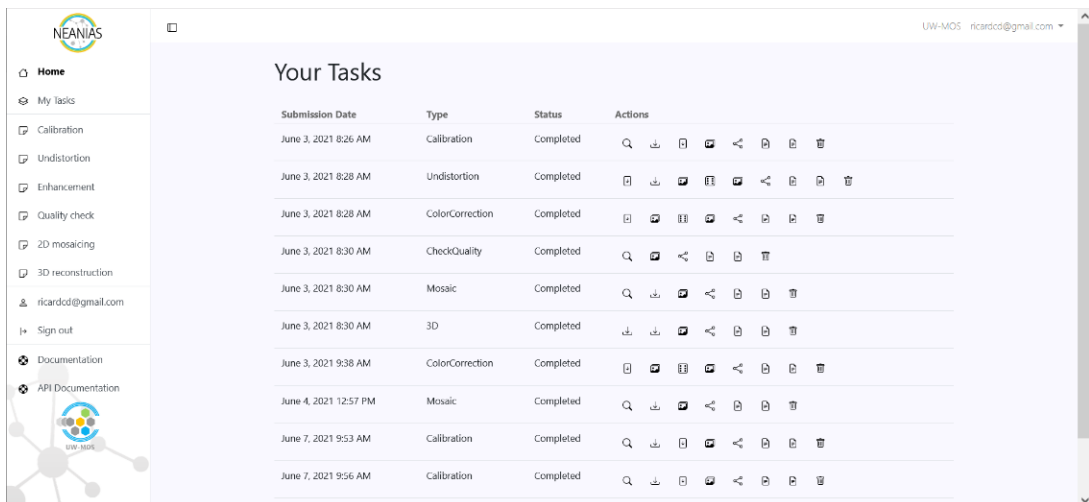 NEANIAS
UW-MOS ricardcd@gmail.com
Home
My Tasks
Calibration
Undistortion
Enhancement
Quality check
2D mosaicing
3D reconstruction
ricardcd@gmail.com
Sign out
Documentation
API Documentation
UW-MOS
Your Tasks
Submission Date Type Status Actions
June 3, 2021 8:26 AM Calibration Completed
June 3, 2021 8:28 AM Undistortion Completed
June 3, 2021 8:28 AM ColorCorrection Completed
June 3, 2021 8:30 AM CheckQuality Completed
June 3, 2021 8:30 AM Mosaic Completed
June 3, 2021 8:30 AM 3D Completed
June 3, 2021 9:38 AM ColorCorrection Completed
June 4, 2021 12:57 PM Mosaic Completed
June 7, 2021 9:53 AM Calibration Completed
June 7, 2021 9:56 AM Calibration Completed